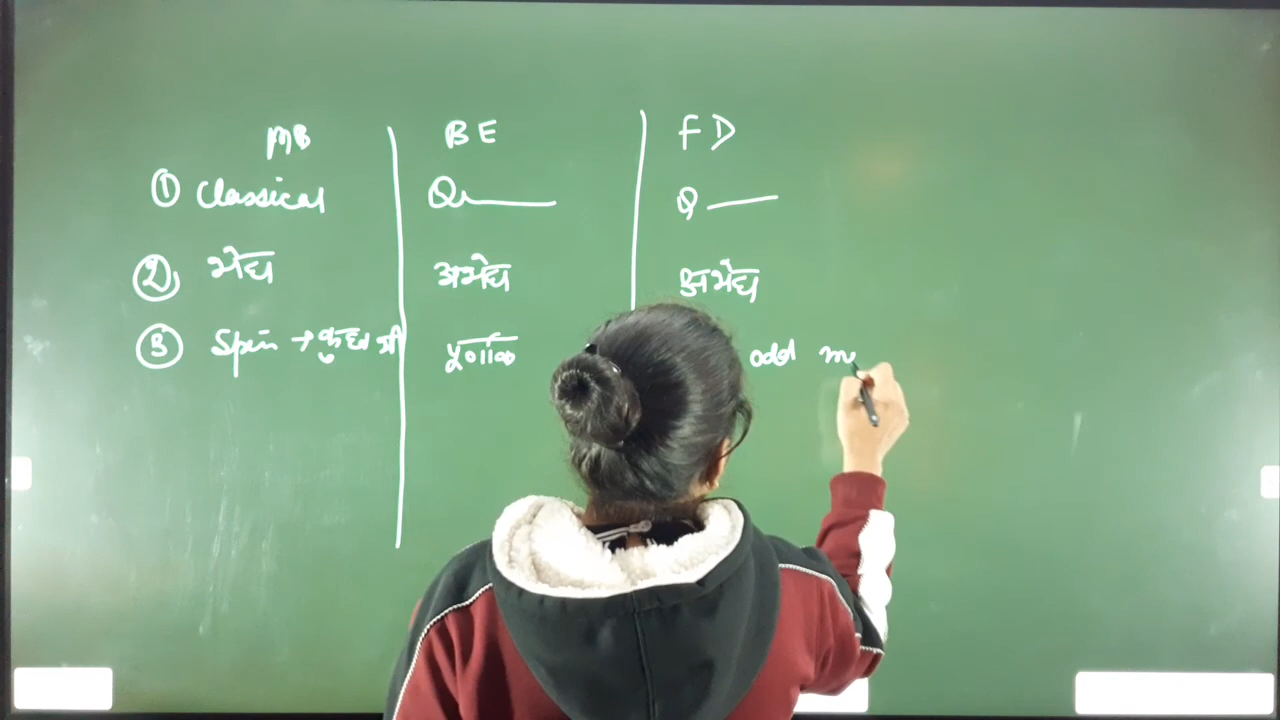 MB BE FD
① Classical Q Q
② भेद्य अभेद्य अभेद्य
③ Spin → कुछ भी odd m